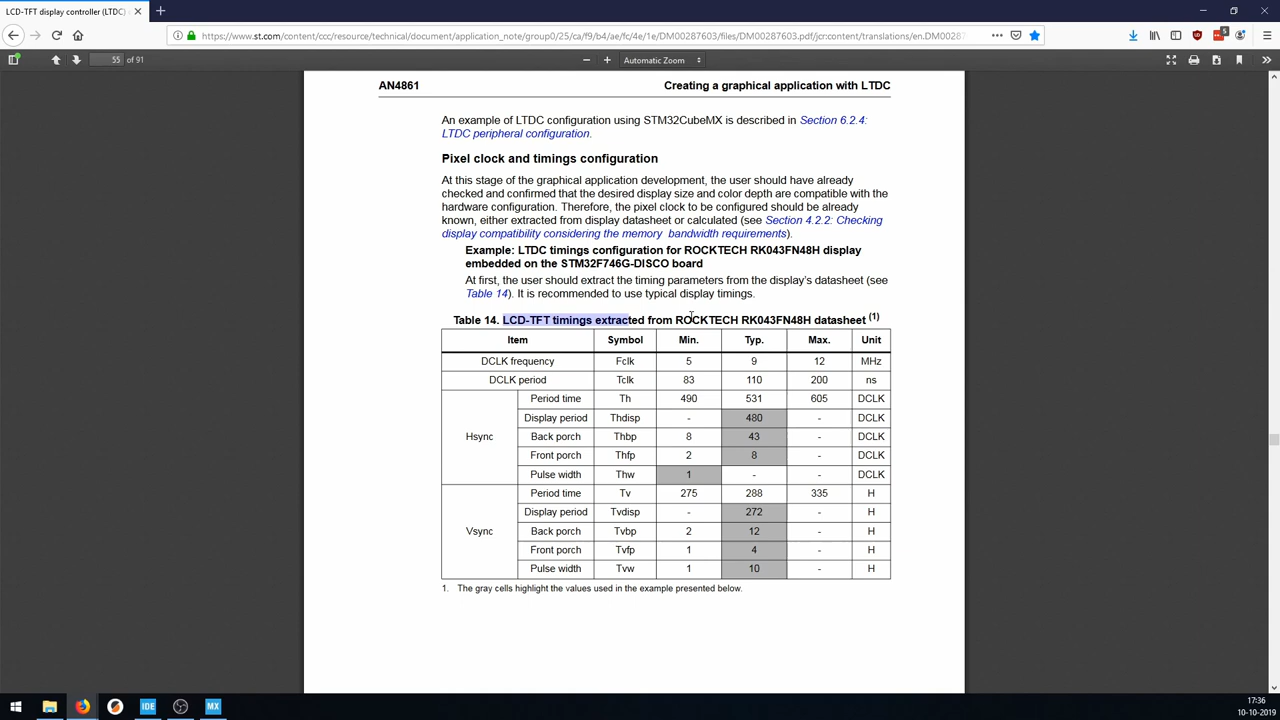 LCD-TFT display controller (LTDC) o
https://www.st.com/content/ccc/resource/technical/document/application_note/group0/25/ca/f9/b4/ae/fc/4e/1e/DM00287603/files/DM00287603.pdf/jcr:content/translations/en.DM00287
55 of 91
Automatic Zoom
AN4861 Creating a graphical application with LTDC
An example of LTDC configuration using STM32CubeMX is described in Section 6.2.4:
LTDC peripheral configuration.
Pixel clock and timings configuration
At this stage of the graphical application development, the user should have already
checked and confirmed that the desired display size and color depth are compatible with the
hardware configuration. Therefore, the pixel clock to be configured should be already
known, either extracted from display datasheet or calculated (see Section 4.2.2: Checking
display compatibility considering the memory bandwidth requirements).
Example: LTDC timings configuration for ROCKTECH RK043FN48H display
embedded on the STM32F746G-DISCO board
At first, the user should extract the timing parameters from the display's datasheet (see
Table 14). It is recommended to use typical display timings.
Table 14. LCD-TFT timings extracted from ROCKTECH RK043FN48H datasheet (1)
Item Symbol Min. Typ. Max. Unit
DCLK frequency Fclk 5 9 12 MHz
DCLK period Tclk 83 110 200 ns
Period time Th 490 531 605 DCLK
Display period Thdisp - 480 - DCLK
Hsync Back porch Thbp 8 43 - DCLK
Front porch Thfp 2 8 - DCLK
Pulse width Thw 1 - - DCLK
Period time Tv 275 288 335 H
Display period Tvdisp - 272 - H
Vsync Back porch Tvbp 2 12 - H
Front porch Tvfp 1 4 - H
Pulse width Tvw 1 10 - H
1. The gray cells highlight the values used in the example presented below.
IDE MX
17:36
10-10-2019